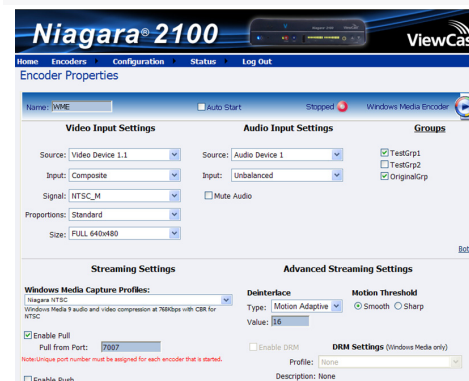 Niagara® 2100
ViewCas
Home Encoders Configuration Status Log Out
Encoder Properties
Name: WME Auto Start Stopped Windows Media Encoder
Video Input Settings Audio Input Settings Groups
Source: Video Device 1.1 Source: Audio Device 1 TestGrp1
TestGrp2
Input: Composite Input: Unbalanced OriginalGrp
Signal: NTSC_M Mute Audio
Proportions: Standard
Size: FULL 640x480
Bot
Streaming Settings Advanced Streaming Settings
Windows Media Capture Profiles: Deinterlace Motion Threshold
Niagara NTSC Type: Motion Adaptive Smooth Sharp
Windows Media 9 audio and video compression at 768Kbps with CBR for
NTSC
Value: 16
Enable Pull Enable DRM DRM Settings (Windows Media only)
Pull from Port: 7007
Note:Unique port number must be assigned for each encoder that is started.
Profile: None
Enable Push Description: None